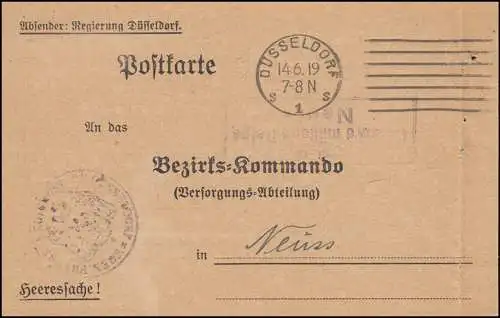 Absender: Regierung Düsseldorf.
Postkarte
DÜSSELDORF
14.6.19
7-8 N
S 1 S
An das
Bezirks-Kommando
(Versorgungs-Abteilung)
in Neuss
Heeressache!